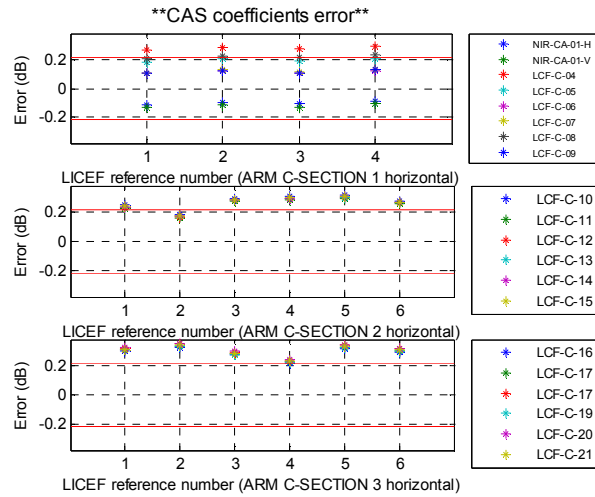 **CAS coefficients error**
Error (dB)
0.2
0
-0.2
1 2 3 4
LICEF reference number (ARM C-SECTION 1 horizontal)
NIR-CA-01-H
NIR-CA-01-V
LCF-C-04
LCF-C-05
LCF-C-06
LCF-C-07
LCF-C-08
LCF-C-09
Error (dB)
0.2
0
-0.2
1 2 3 4 5 6
LICEF reference number (ARM C-SECTION 2 horizontal)
LCF-C-10
LCF-C-11
LCF-C-12
LCF-C-13
LCF-C-14
LCF-C-15
Error (dB)
0.2
0
-0.2
1 2 3 4 5 6
LICEF reference number (ARM C-SECTION 3 horizontal)
LCF-C-16
LCF-C-17
LCF-C-17
LCF-C-19
LCF-C-20
LCF-C-21